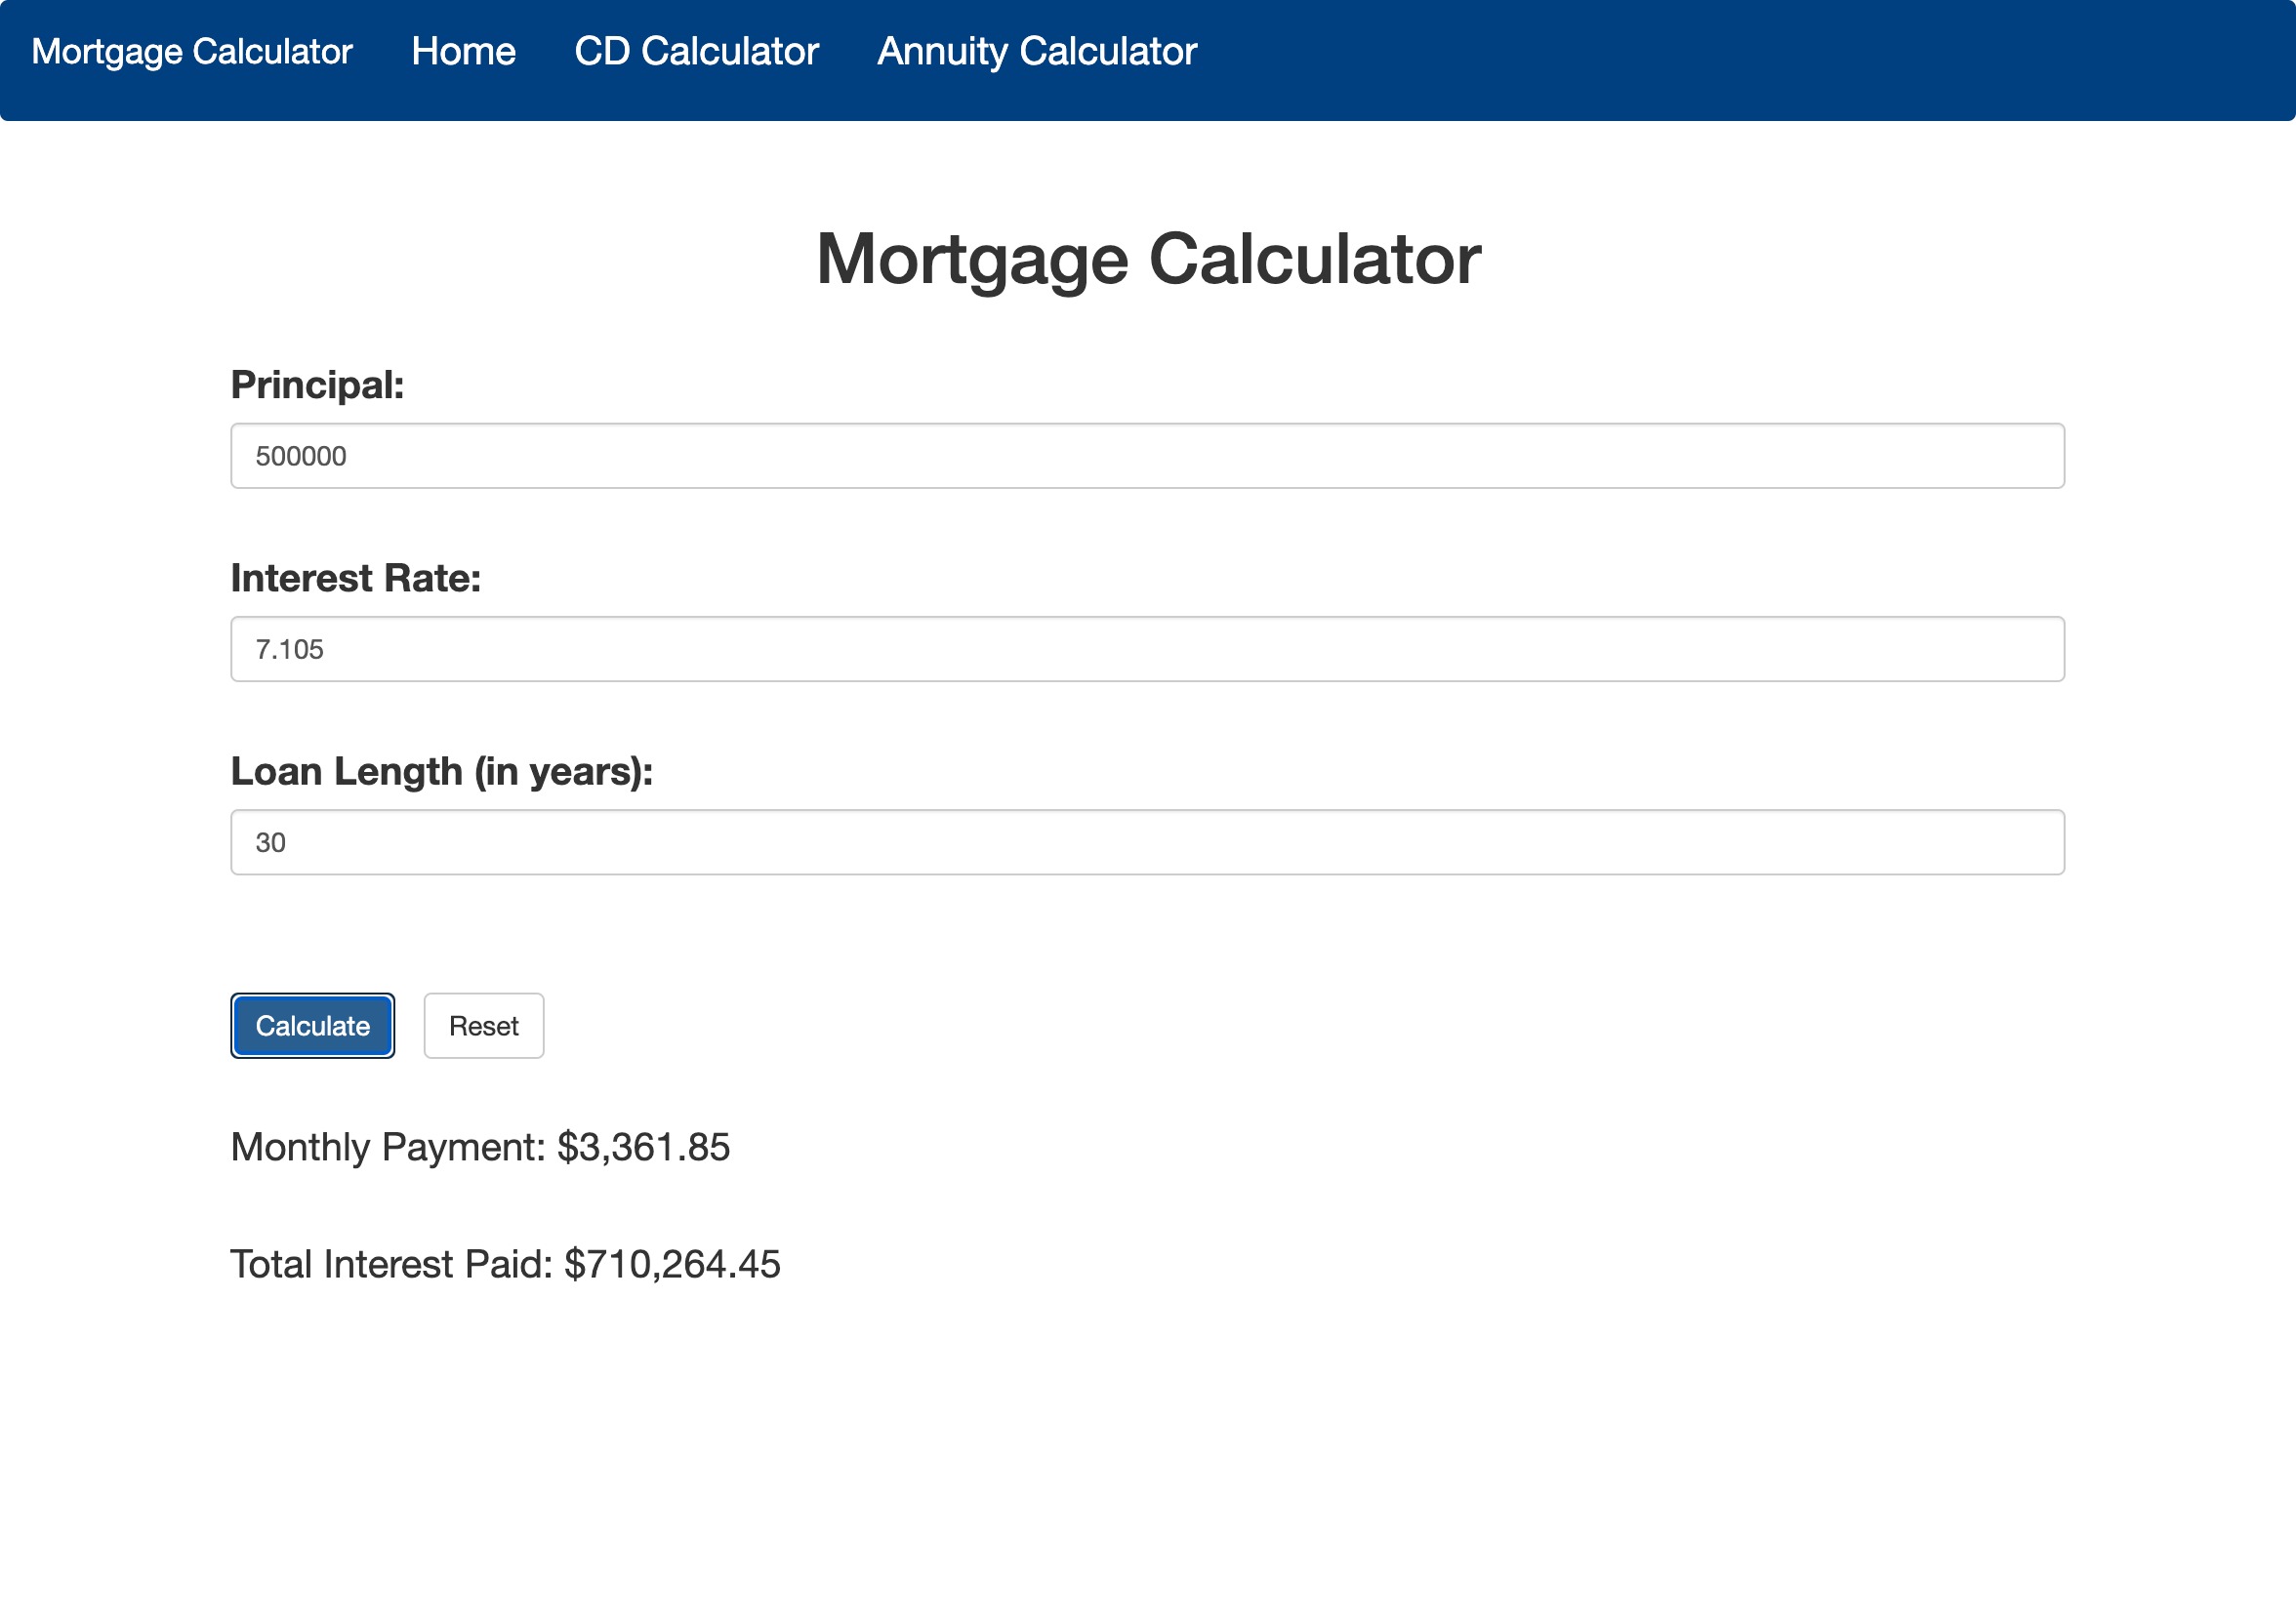 Mortgage Calculator Home CD Calculator Annuity Calculator
Mortgage Calculator
Principal:
500000
Interest Rate:
7.105
Loan Length (in years):
30
Calculate Reset
Monthly Payment: $3,361.85
Total Interest Paid: $710,264.45